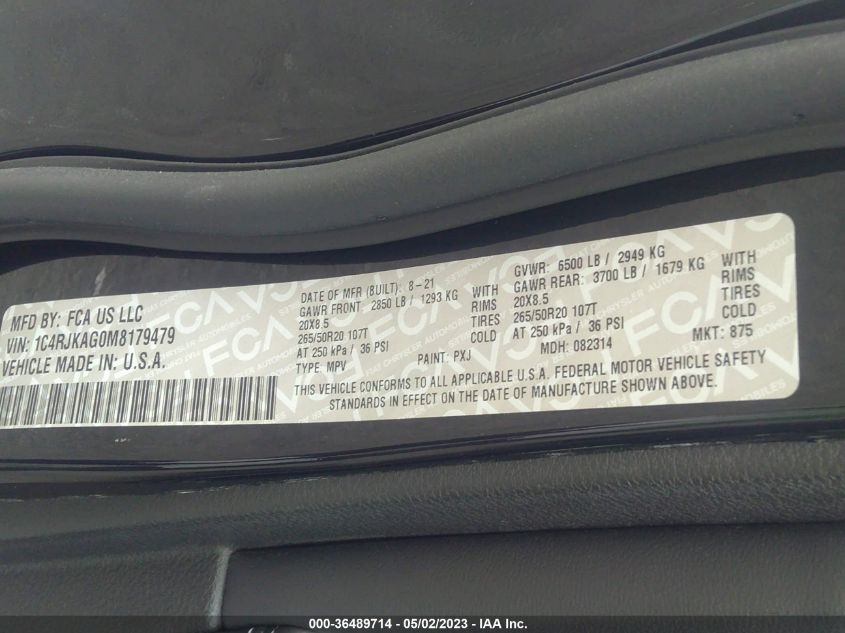 MFD BY: FCA US LLC
VIN: 1C4RJKAG0M8179479
VEHICLE MADE IN U.S.A.
DATE OF MFR (BUILT): 8-21
GAWR FRONT: 2850 LB / 1293 KG WITH
20X8.5 RIMS
265/50R20 107T TIRES
AT 250 kPa / 36 PSI COLD
TYPE: MPV PAINT: PXJ
GVWR: 6500 LB / 2949 KG
GAWR REAR: 3700 LB / 1679 KG WITH
20X8.5 RIMS
265/50R20 107T TIRES
AT 250 kPa / 36 PSI COLD
MDH: 082314 MKT: 875
THIS VEHICLE CONFORMS TO ALL APPLICABLE U.S.A. FEDERAL MOTOR VEHICLE SAFETY
STANDARDS IN EFFECT ON THE DATE OF MANUFACTURE SHOWN ABOVE.
000-36489714 - 05/02/2023 - IAA Inc.